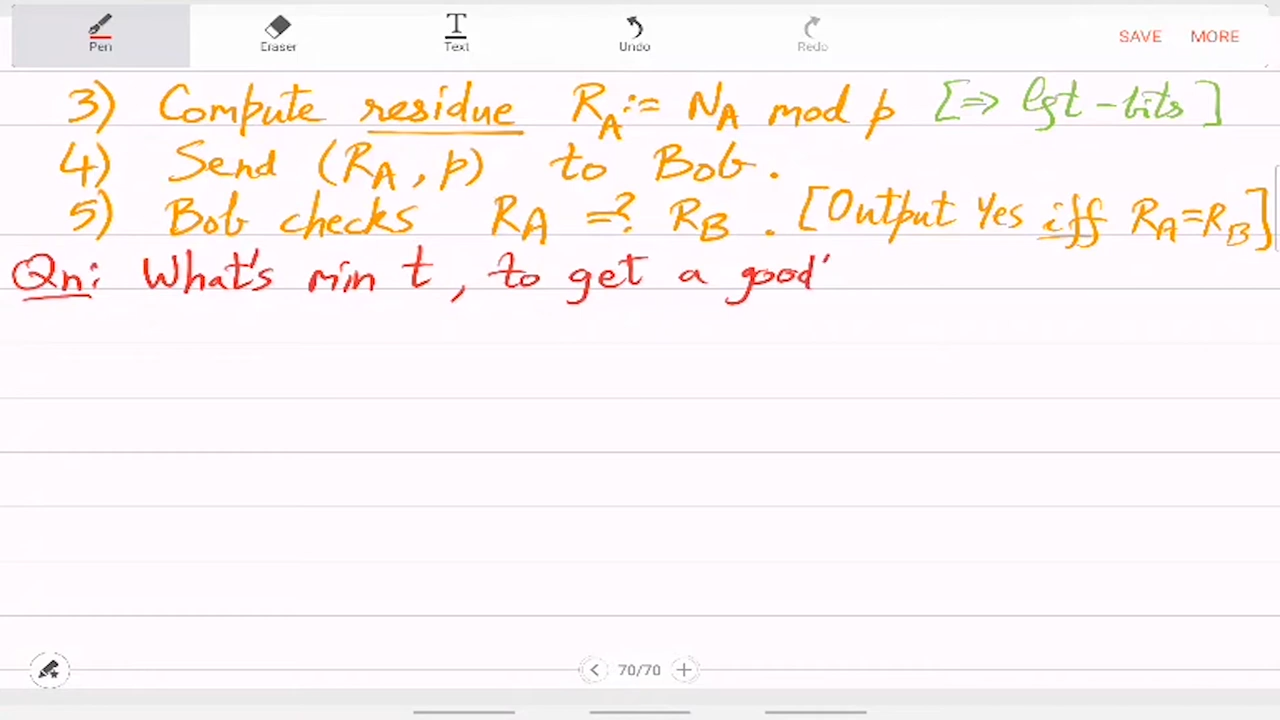 Pen Eraser Text Undo Redo SAVE MORE
3) Compute residue R_A := N_A mod p [=> lgt-bits]
4) Send (R_A, p) to Bob.
5) Bob checks R_A =? R_B. [Output Yes iff R_A=R_B]
Qn: What's min t, to get a good'
70/70